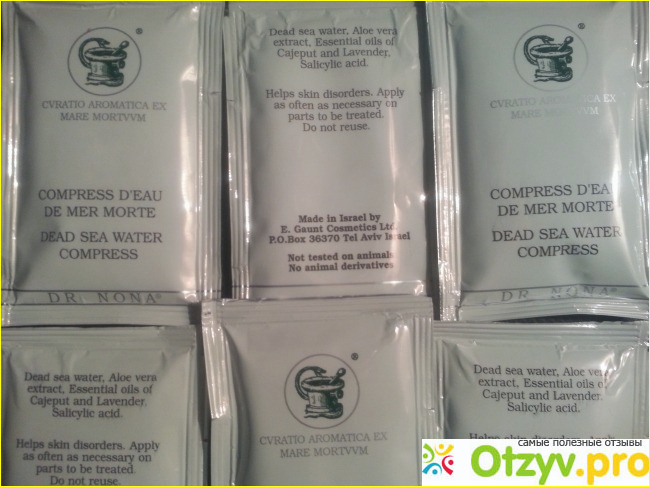 ®
CVRATIO AROMATICA EX
MARE MORTVVM
COMPRESS D'EAU
DE MER MORTE
DEAD SEA WATER
COMPRESS
DR. NONA®
Dead sea water, Aloe vera
extract, Essential oils of
Cajeput and Lavender,
Salicylic acid.
Helps skin disorders. Apply
as often as necessary on
parts to be treated.
Do not reuse.
Made in Israel by
E. Gaunt Cosmetics Ltd.
P.O.Box 36370 Tel Aviv Israel
Not tested on animals
No animal derivatives
®
CVRATIO AROMATICA EX
MARE MORTVVM
COMPRESS D'EAU
DE MER MORTE
DEAD SEA WATER
COMPRESS
DR. NONA®
Dead sea water, Aloe vera
extract, Essential oils of
Cajeput and Lavender,
Salicylic acid.
Helps skin disorders. Apply
as often as necessary on
parts to be treated.
Do not reuse.
®
CVRATIO AROMATICA EX
MARE MORTVVM
Dead sea water, Aloe vera
extract, Essential oils of
Cajeput and Lavender,
Salicylic acid.
самые полезные отзывы
Otzyv.pro